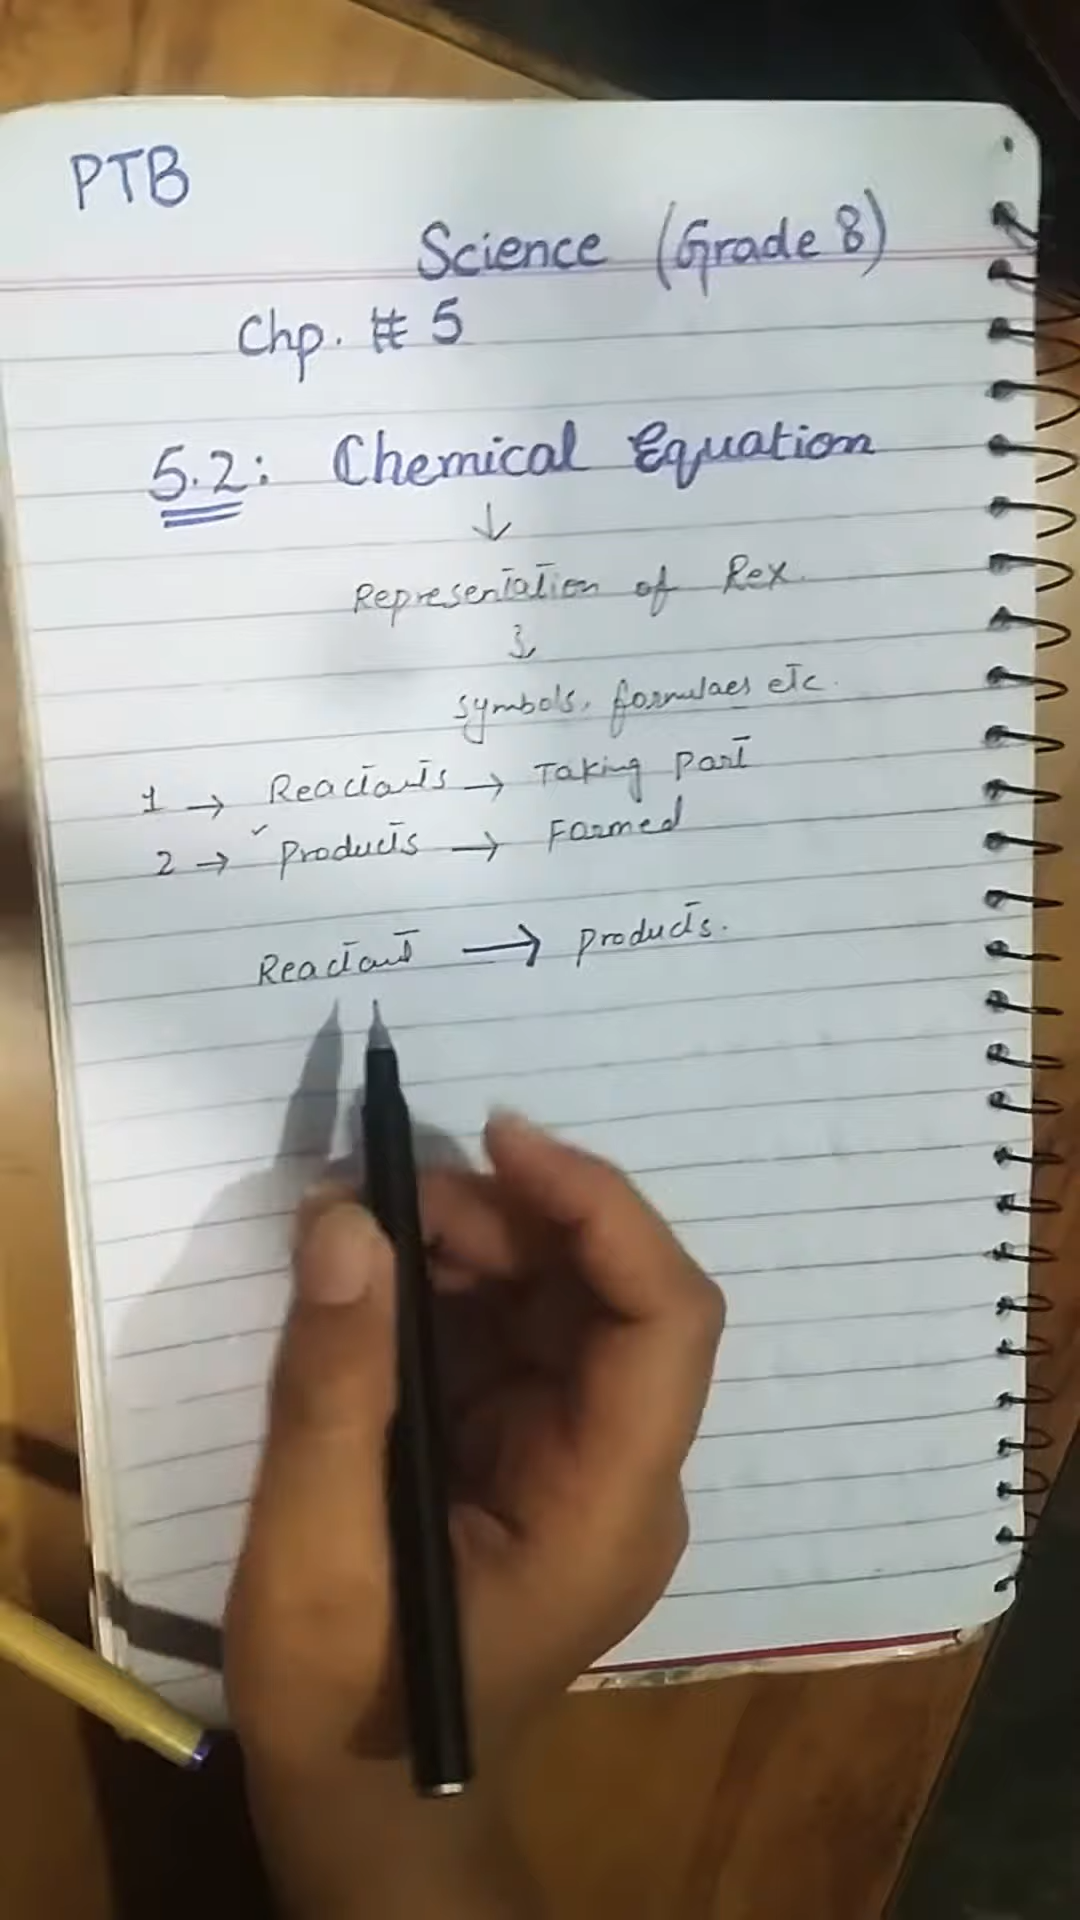 PTB
Science (Grade 8)
Chp. # 5
5.2: Chemical Equation
↓
Representation of Rex.
↓
symbols, formulaes etc.
1 → Reactants → Taking Part
2 → Products → Formed
Reactant → Products.